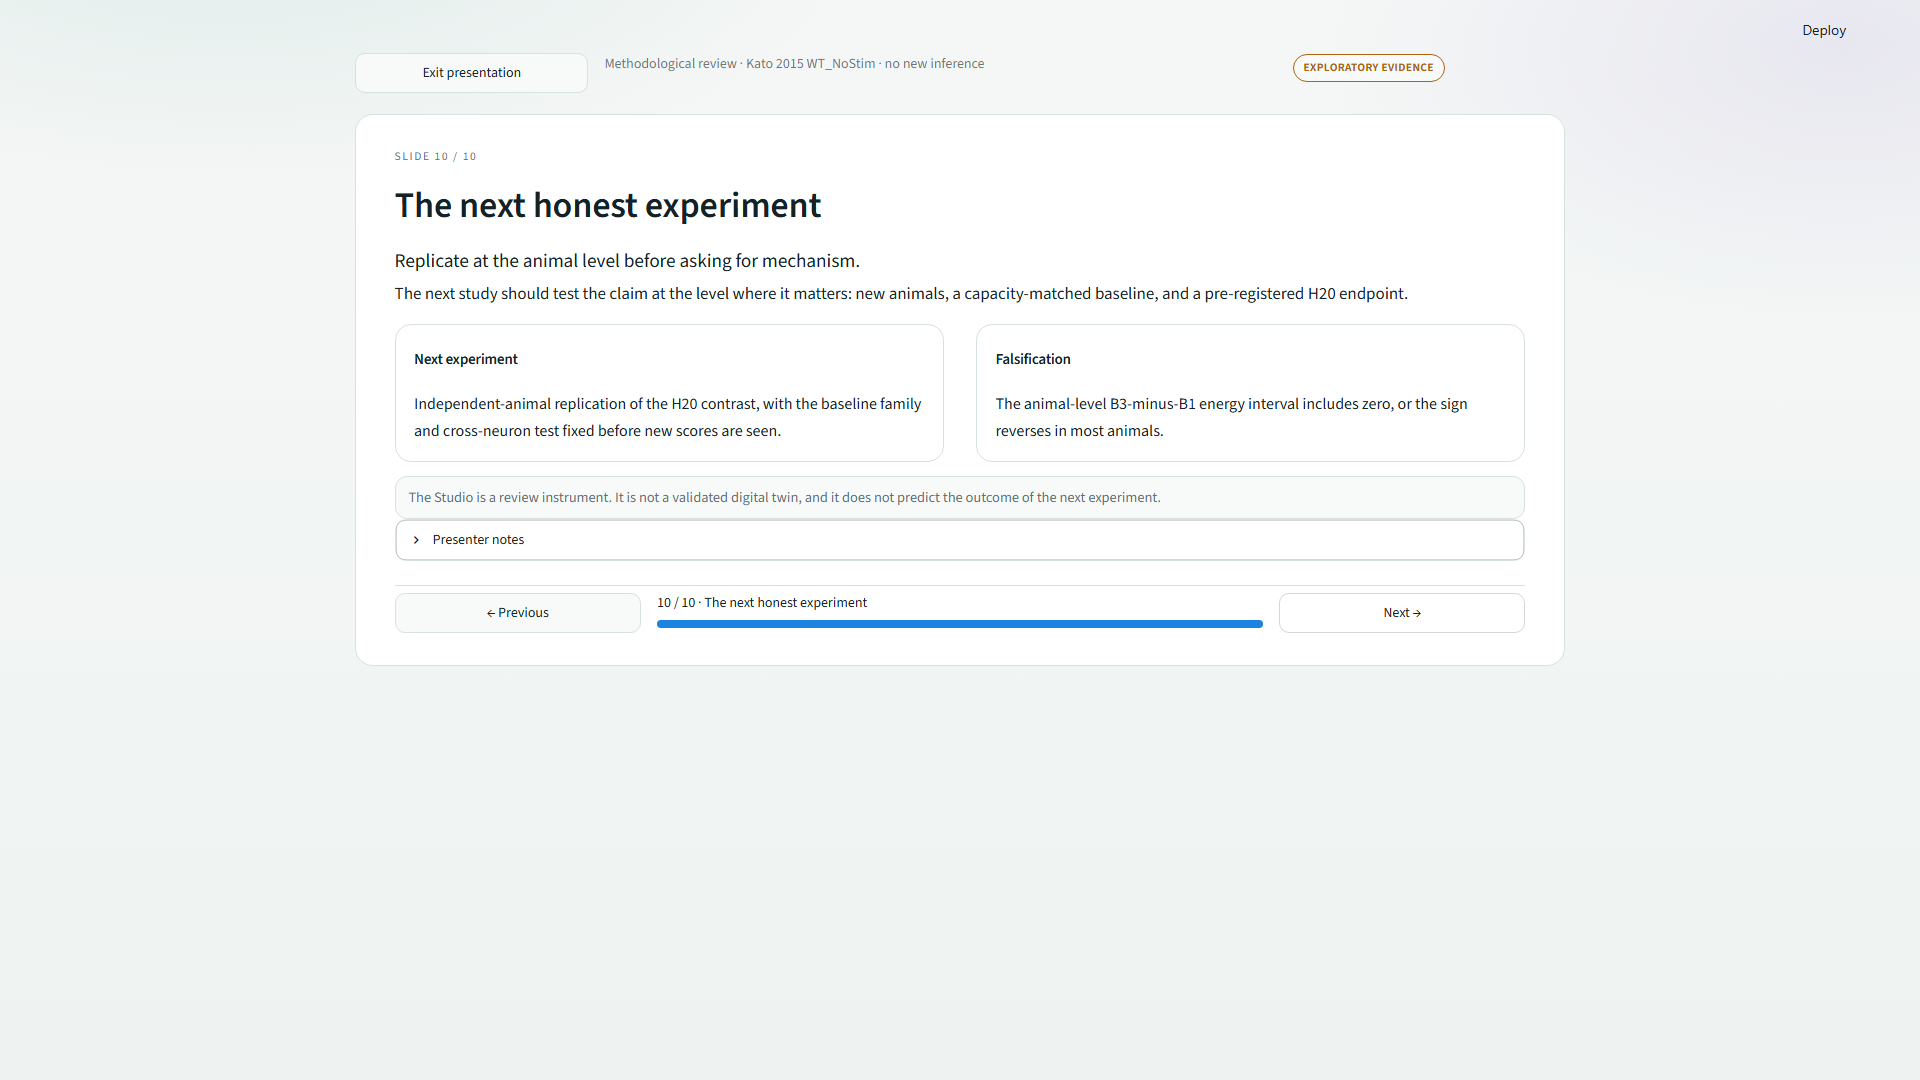 Deploy
Exit presentation
Methodological review · Kato 2015 WT_NoStim · no new inference
EXPLORATORY EVIDENCE
SLIDE 10 / 10
The next honest experiment
Replicate at the animal level before asking for mechanism.
The next study should test the claim at the level where it matters: new animals, a capacity-matched baseline, and a pre-registered H20 endpoint.
Next experiment
Independent-animal replication of the H20 contrast, with the baseline family
and cross-neuron test fixed before new scores are seen.
Falsification
The animal-level B3-minus-B1 energy interval includes zero, or the sign
reverses in most animals.
The Studio is a review instrument. It is not a validated digital twin, and it does not predict the outcome of the next experiment.
Presenter notes
← Previous
10 / 10 · The next honest experiment
Next →